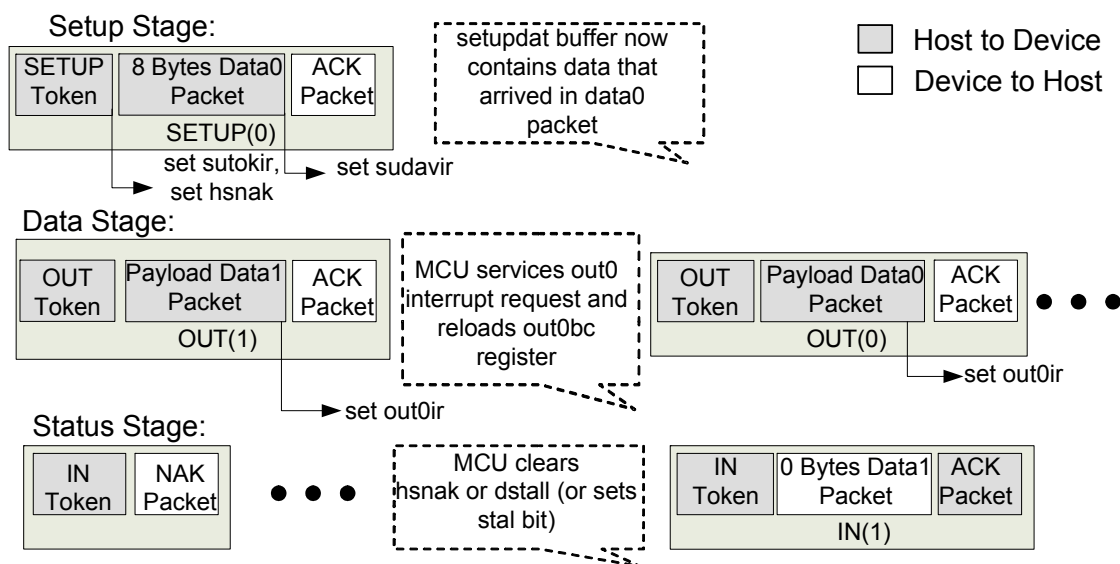 Setup Stage:
SETUP
Token
8 Bytes Data0
Packet
ACK
Packet
SETUP(0)
set sutokir,
set hsnak
set sudavir
setupdat buffer now
contains data that
arrived in data0
packet
Host to Device
Device to Host
Data Stage:
OUT
Token
Payload Data1
Packet
ACK
Packet
OUT(1)
set out0ir
MCU services out0
interrupt request and
reloads out0bc
register
OUT
Token
Payload Data0
Packet
ACK
Packet
OUT(0)
set out0ir
Status Stage:
IN
Token
NAK
Packet
MCU clears
hsnak or dstall (or sets
stal bit)
IN
Token
0 Bytes Data1
Packet
ACK
Packet
IN(1)